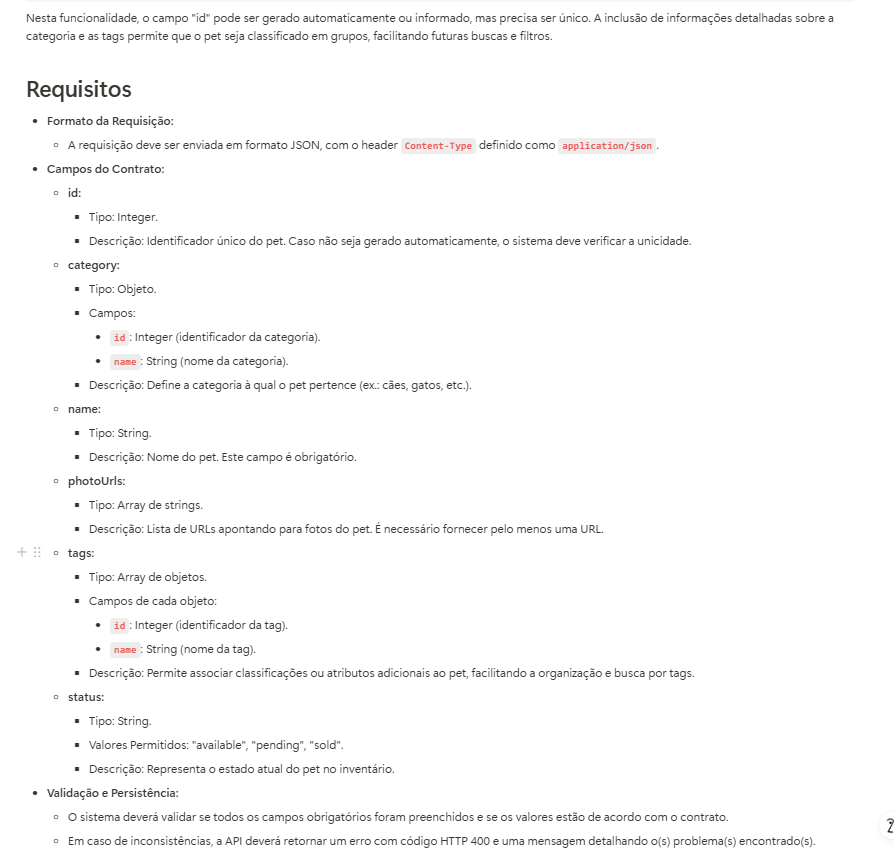 Nesta funcionalidade, o campo "id" pode ser gerado automaticamente ou informado, mas precisa ser único. A inclusão de informações detalhadas sobre a
categoria e as tags permite que o pet seja classificado em grupos, facilitando futuras buscas e filtros.
Requisitos
Formato da Requisição:
A requisição deve ser enviada em formato JSON, com o header Content-Type definido como application/json.
Campos do Contrato:
id:
Tipo: Integer.
Descrição: Identificador único do pet. Caso não seja gerado automaticamente, o sistema deve verificar a unicidade.
category:
Tipo: Objeto.
Campos:
id: Integer (identificador da categoria).
name: String (nome da categoria).
Descrição: Define a categoria à qual o pet pertence (ex.: cães, gatos, etc.).
name:
Tipo: String.
Descrição: Nome do pet. Este campo é obrigatório.
photoUrls:
Tipo: Array de strings.
Descrição: Lista de URLs apontando para fotos do pet. É necessário fornecer pelo menos uma URL.
tags:
Tipo: Array de objetos.
Campos de cada objeto:
id: Integer (identificador da tag).
name: String (nome da tag).
Descrição: Permite associar classificações ou atributos adicionais ao pet, facilitando a organização e busca por tags.
status:
Tipo: String.
Valores Permitidos: "available", "pending", "sold".
Descrição: Representa o estado atual do pet no inventário.
Validação e Persistência:
O sistema deverá validar se todos os campos obrigatórios foram preenchidos e se os valores estão de acordo com o contrato.
Em caso de inconsistências, a API deverá retornar um erro com código HTTP 400 e uma mensagem detalhando o(s) problema(s) encontrado(s).